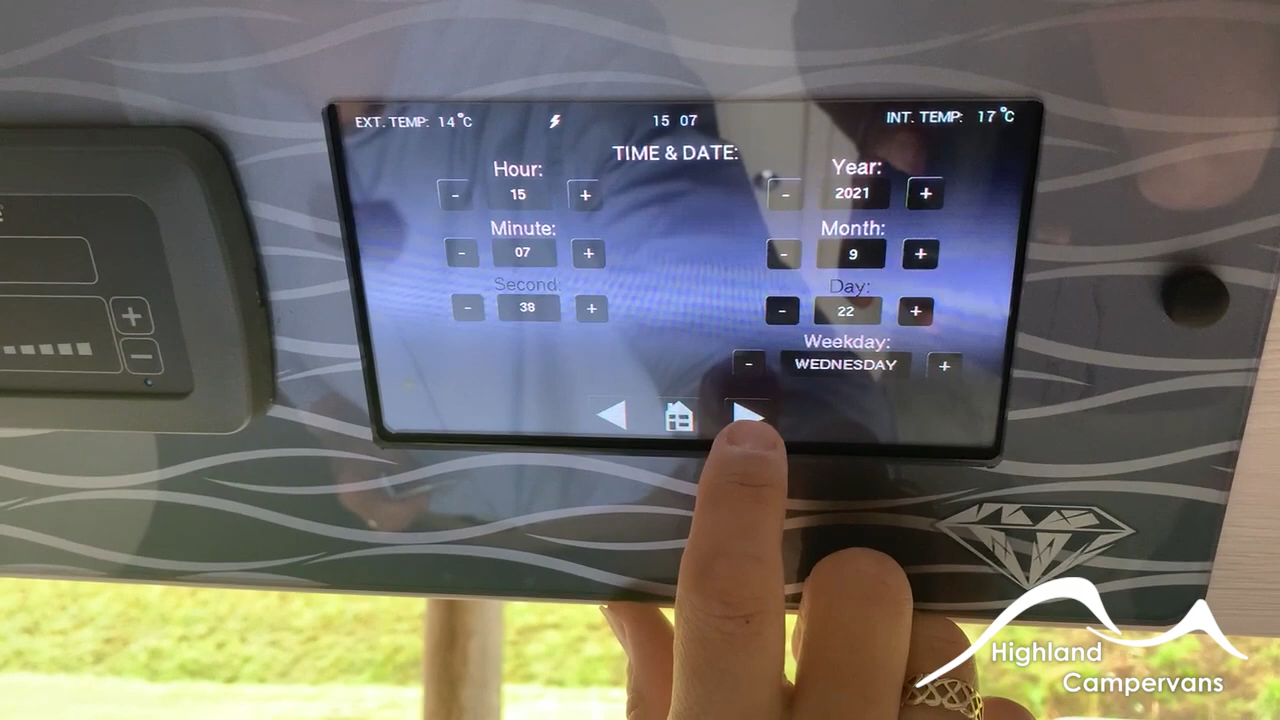 EXT. TEMP: 14°C 15 07 INT. TEMP: 17°C
TIME & DATE:
Hour: Year:
- 15 + - 2021 +
Minute: Month:
- 07 + - 9 +
Second: Day:
- 38 + - 22 +
Weekday:
- WEDNESDAY +
+
-
Highland
Campervans